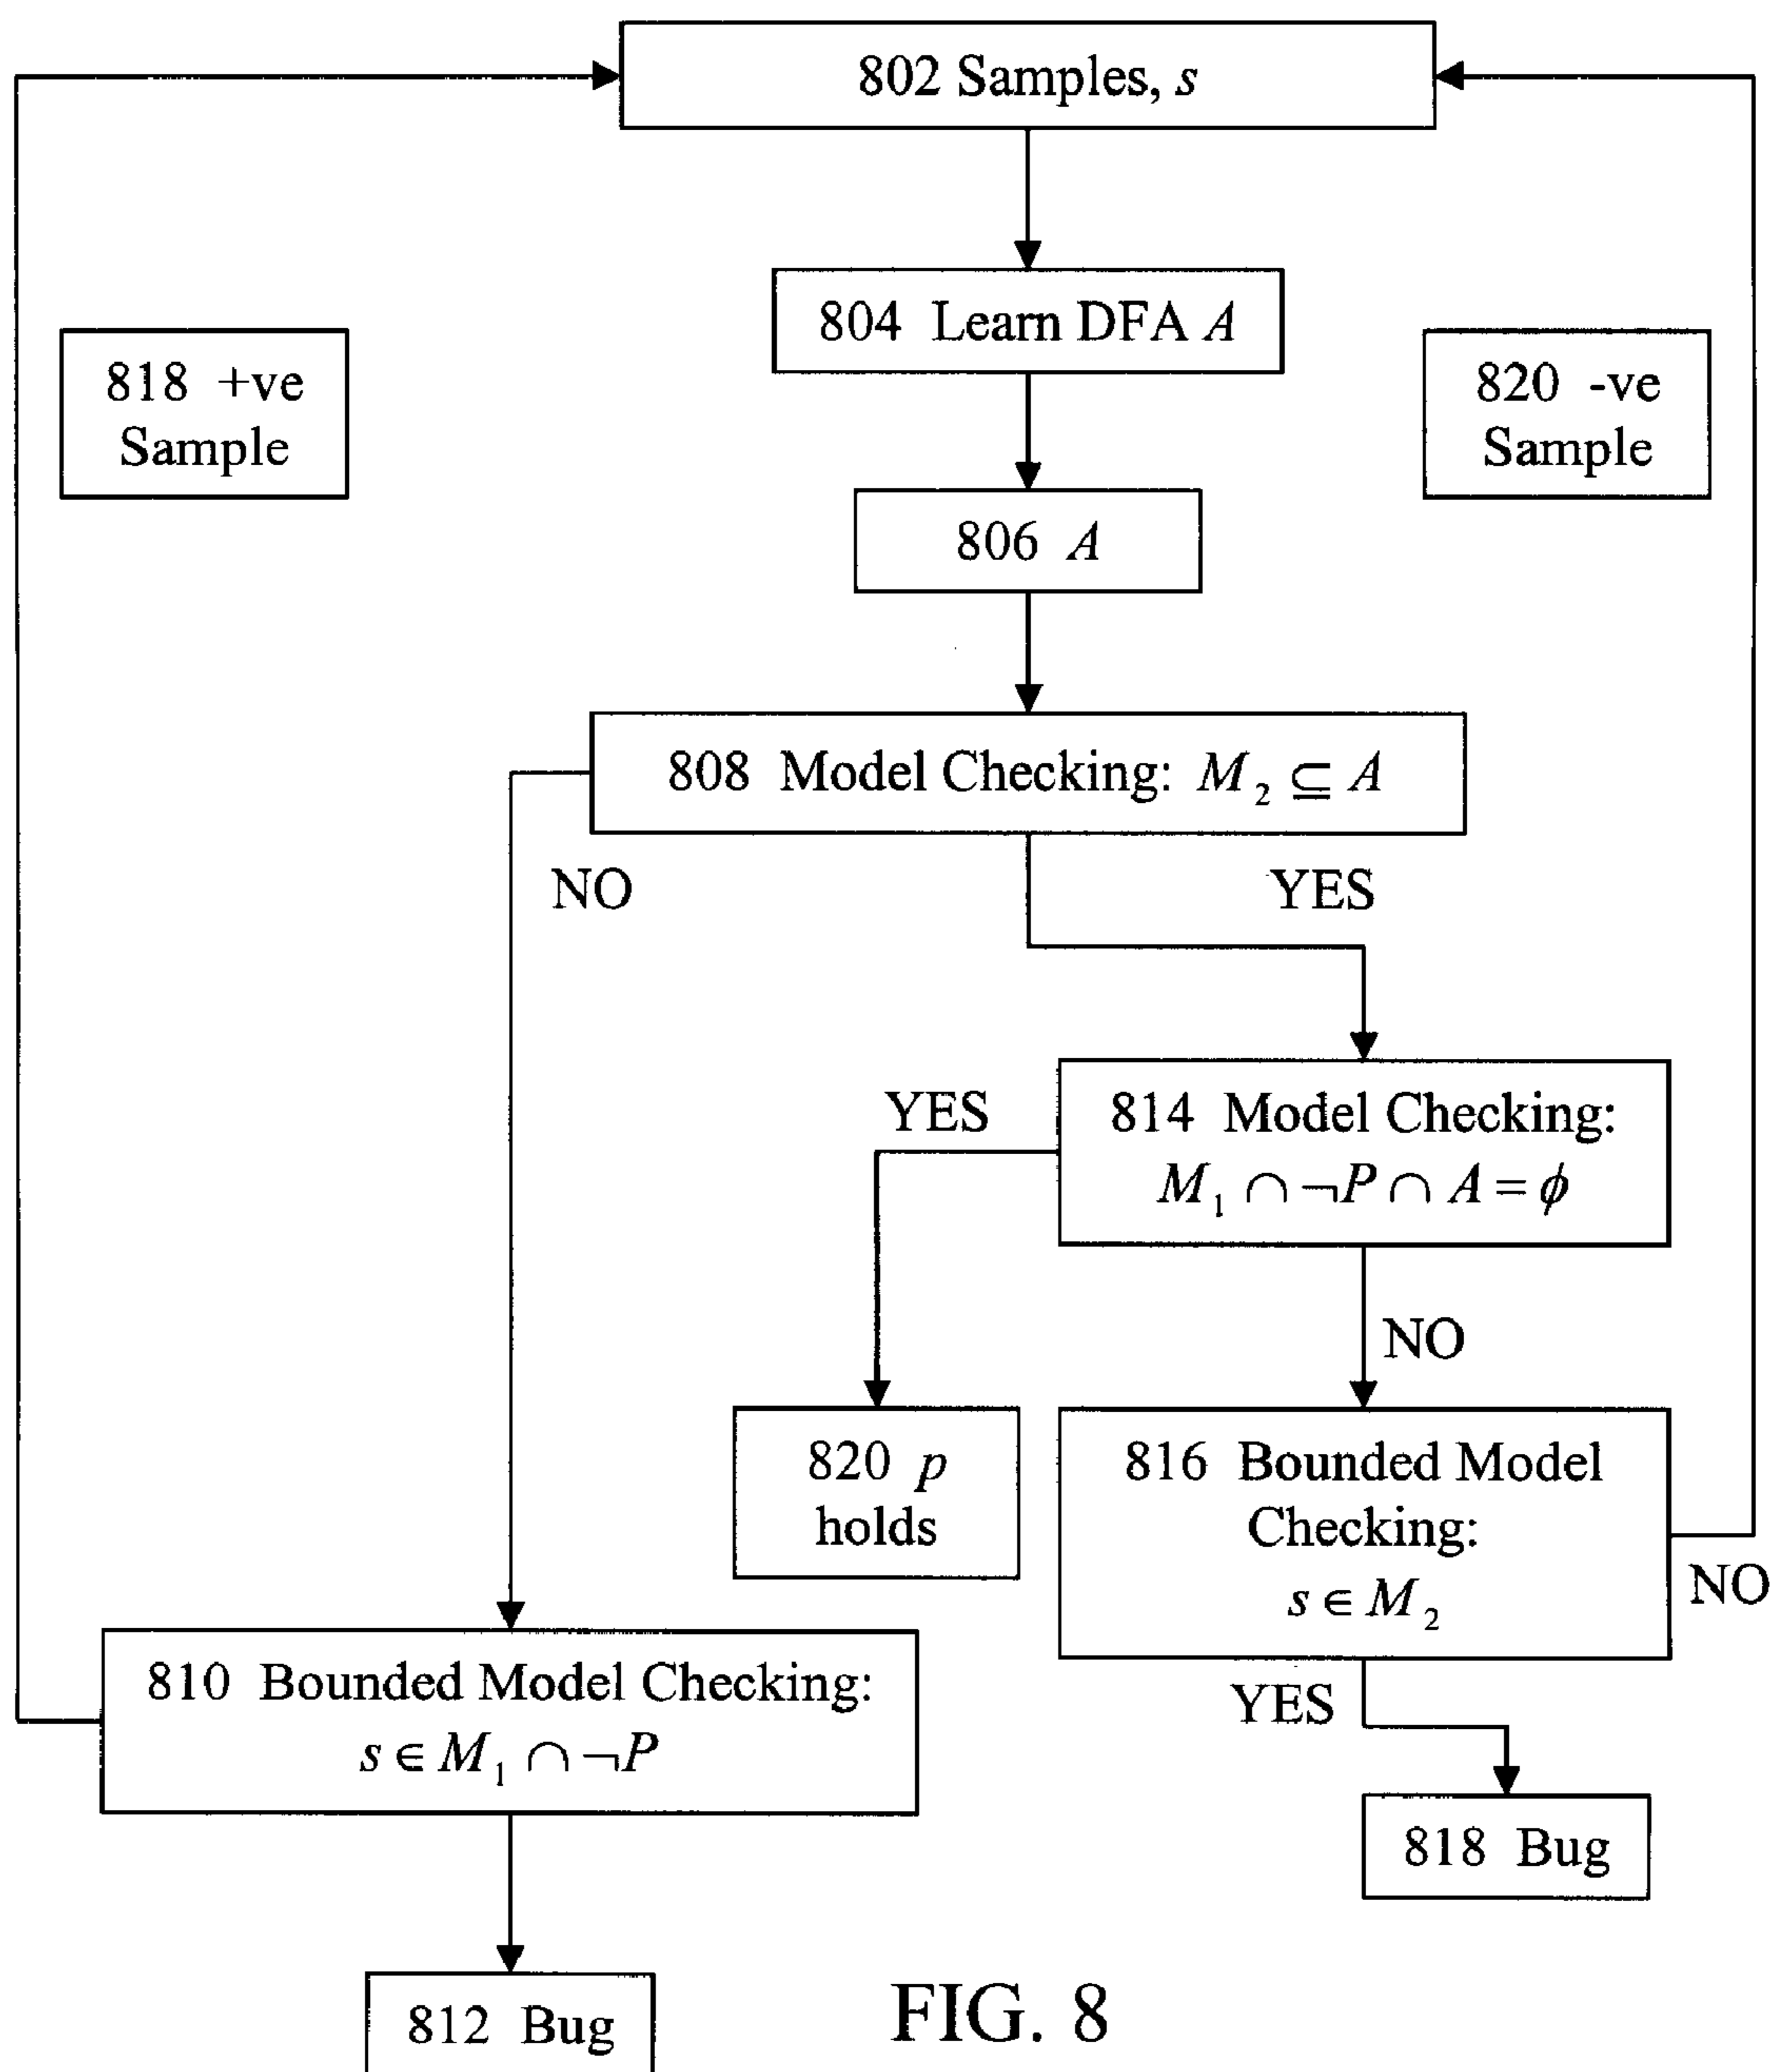 802 Samples, s
804 Learn DFA A
818 +ve
Sample
820 -ve
Sample
806 A
808 Model Checking: M₂ ⊆ A
NO
YES
YES
814 Model Checking:
M₁ ∩ ¬P ∩ A = ϕ
NO
820 p
holds
816 Bounded Model
Checking:
s ∈ M₂
NO
810 Bounded Model Checking:
s ∈ M₁ ∩ ¬P
YES
818 Bug
812 Bug
FIG. 8